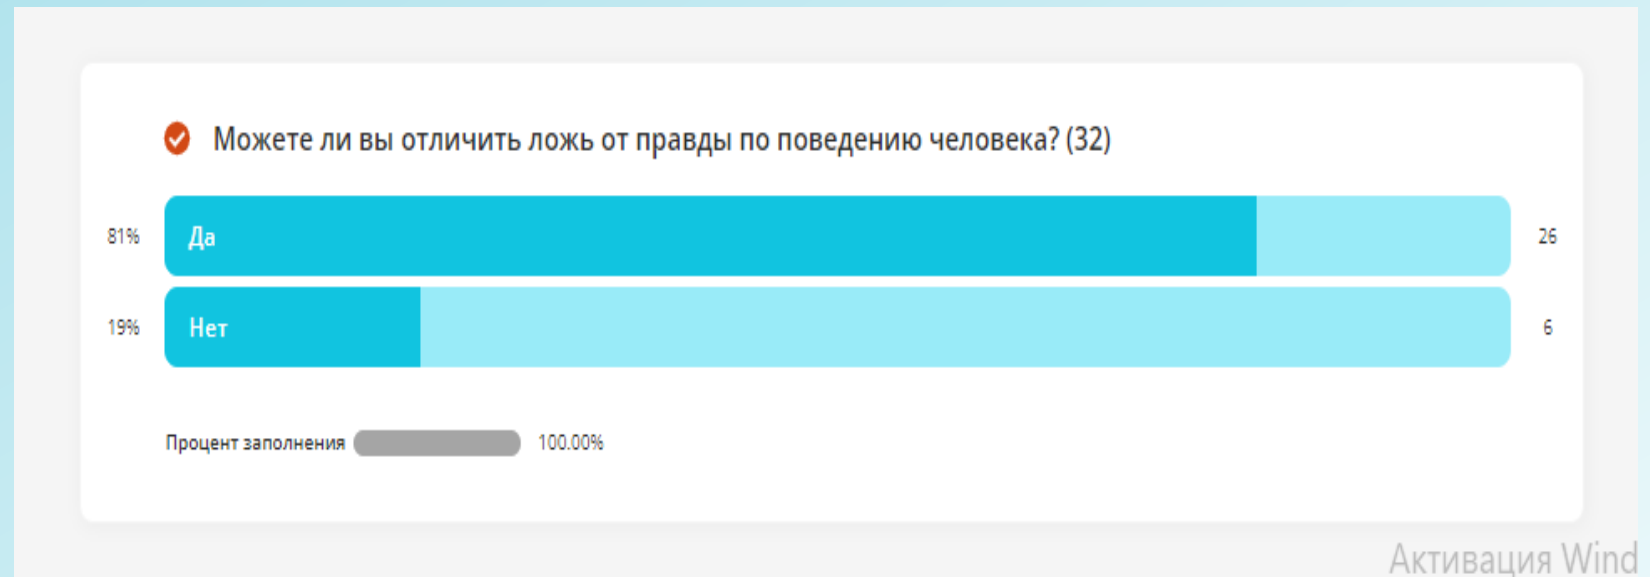 Можете ли вы отличить ложь от правды по поведению человека? (32)
81% Да 26
19% Нет 6
Процент заполнения 100.00%
Активация Wind